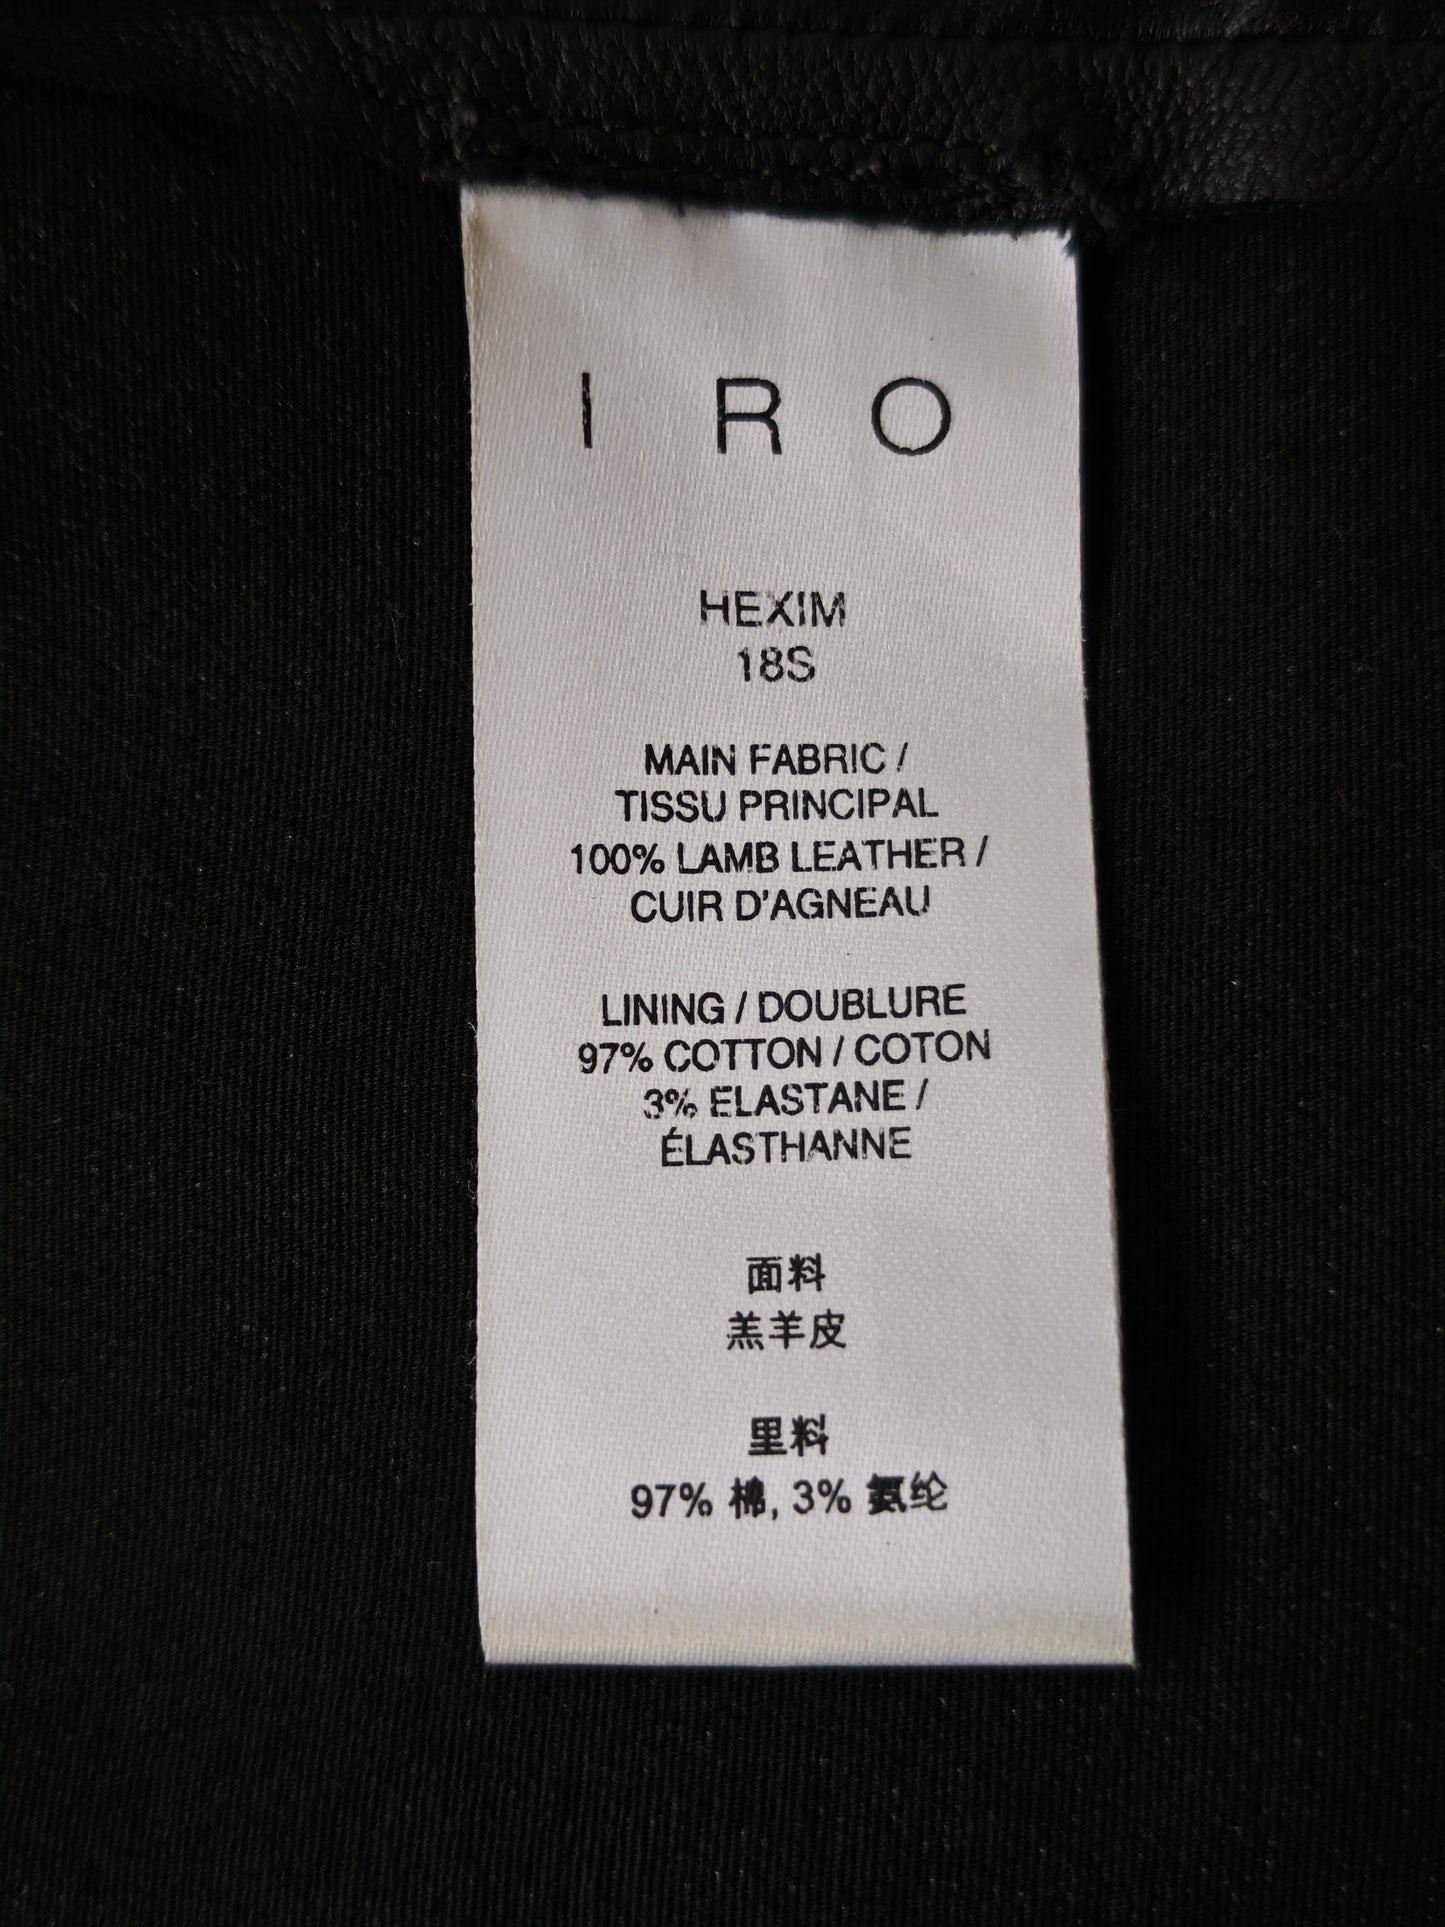 IRO
HEXIM
18S
MAIN FABRIC /
TISSU PRINCIPAL
100% LAMB LEATHER /
CUIR D'AGNEAU
LINING / DOUBLURE
97% COTTON / COTON
3% ELASTANE /
ÉLASTHANNE
面料
羔羊皮
里料
97% 棉, 3% 氨纶